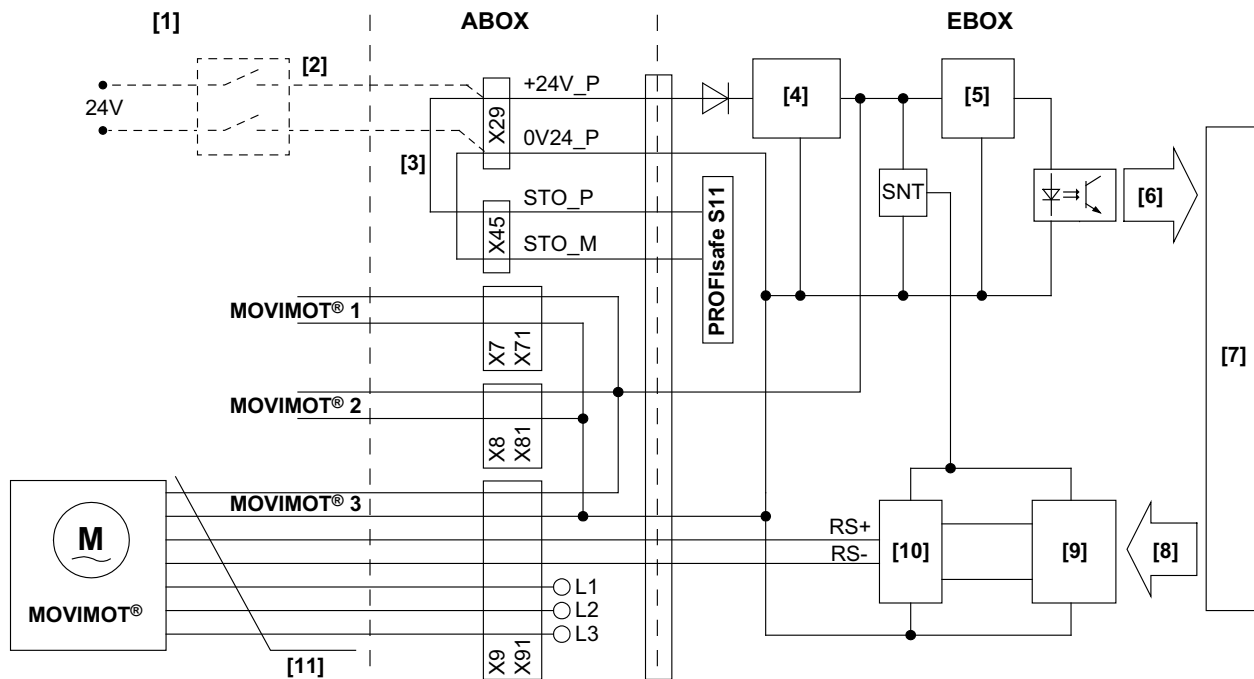 [1]
ABOX
EBOX
[2]
24V
X29
+24V_P
0V24_P
[3]
X45
STO_P
STO_M
PROFIsafe S11
[4]
[5]
SNT
[6]
[7]
MOVIMOT® 1
X7 X71
MOVIMOT® 2
X8 X81
MOVIMOT® 3
M
MOVIMOT®
RS+
RS-
[10]
[9]
[8]
L1
L2
L3
X9 X91
[11]